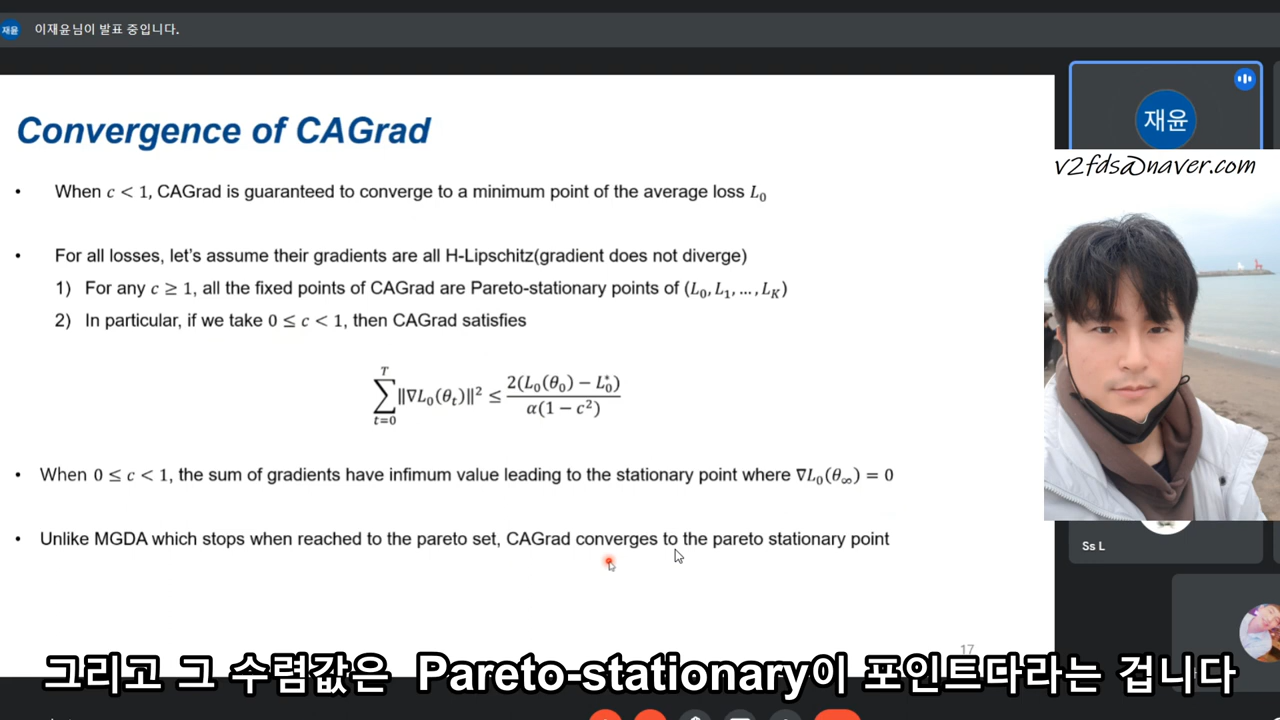 재윤 이재윤님이 발표 중입니다.
Convergence of CAGrad
재윤
v2fds@naver.com
• When c < 1, CAGrad is guaranteed to converge to a minimum point of the average loss L₀
• For all losses, let's assume their gradients are all H-Lipschitz(gradient does not diverge)
1) For any c ≥ 1, all the fixed points of CAGrad are Pareto-stationary points of (L₀, L₁, … , L_K)
2) In particular, if we take 0 ≤ c < 1, then CAGrad satisfies
∑_{t=0}^{T} ‖∇L₀(θ_t)‖² ≤ 2(L₀(θ₀) − L₀*) / α(1 − c²)
• When 0 ≤ c < 1, the sum of gradients have infimum value leading to the stationary point where ∇L₀(θ_∞) = 0
• Unlike MGDA which stops when reached to the pareto set, CAGrad converges to the pareto stationary point
Ss L
17
그리고 그 수렴값은 Pareto-stationary이 포인트다라는 겁니다